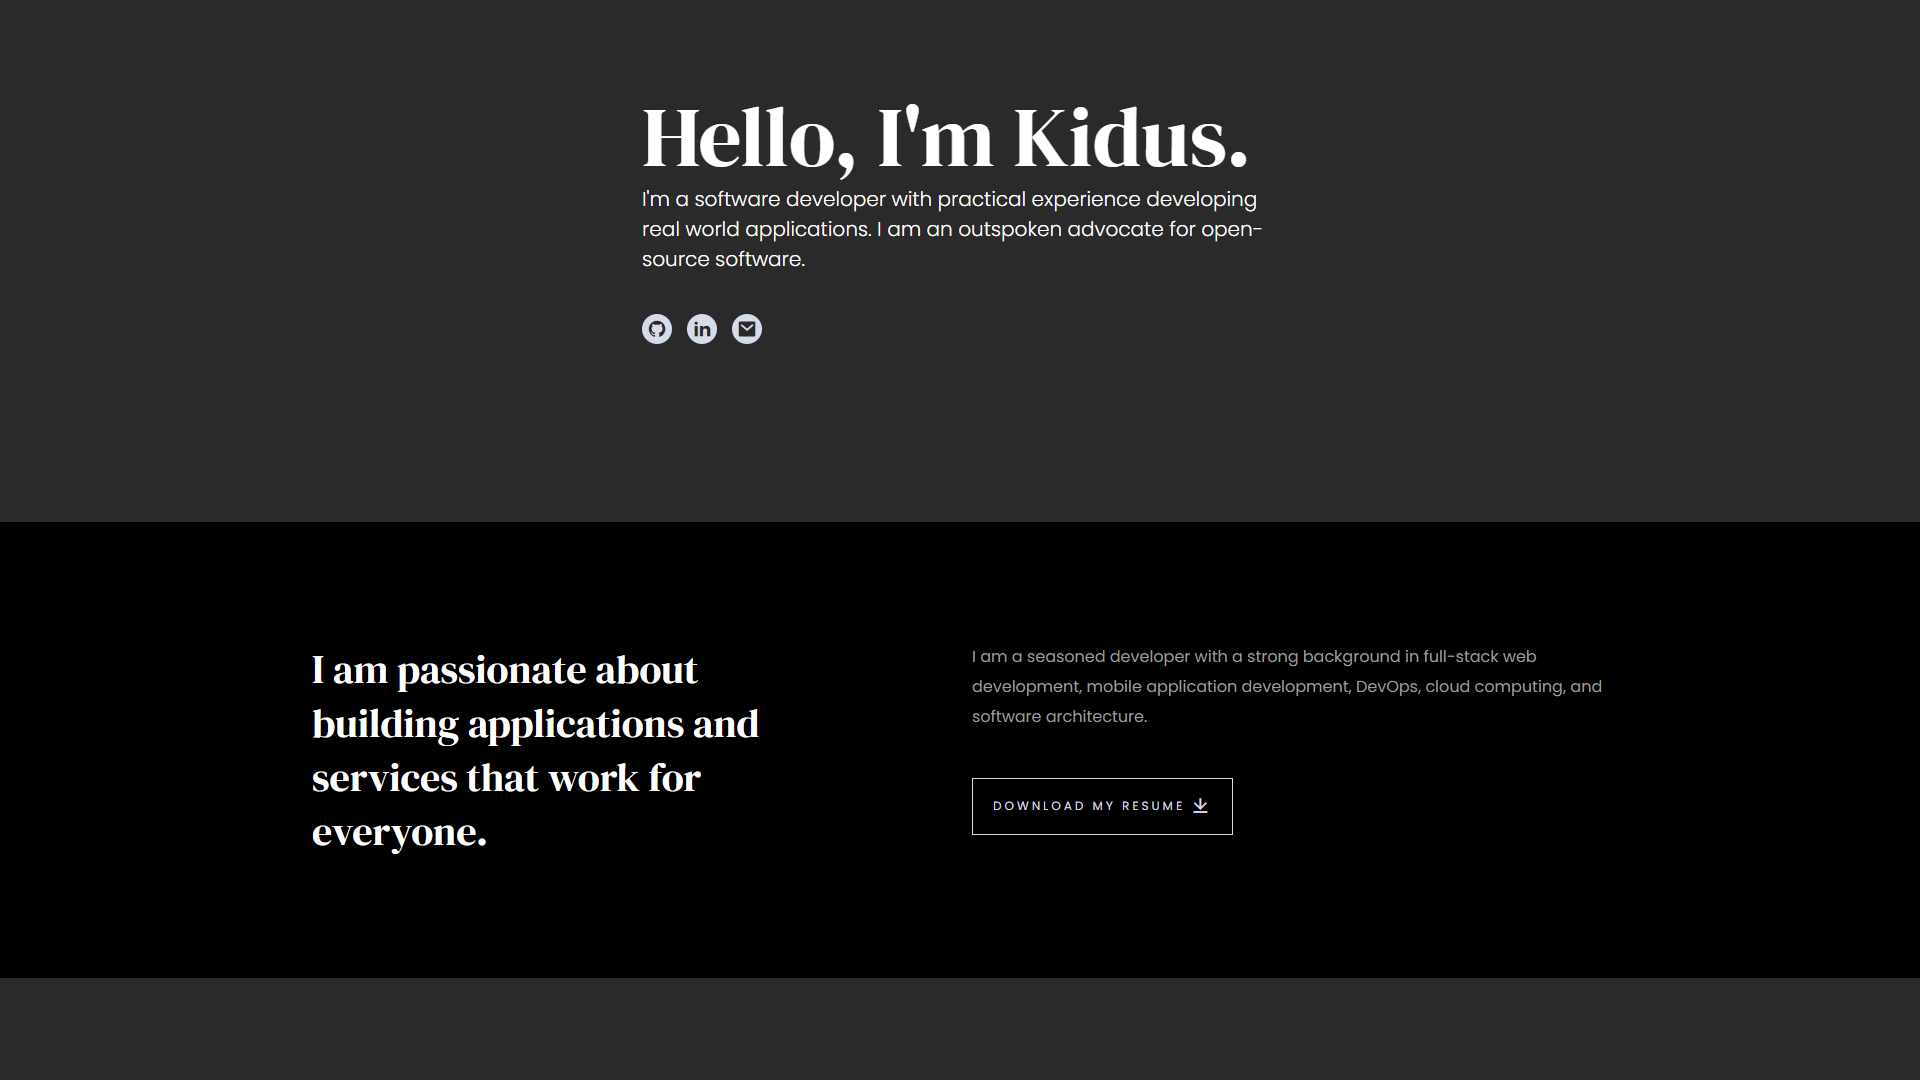 Hello, I'm Kidus.
I'm a software developer with practical experience developing
real world applications. I am an outspoken advocate for open-
source software.
in
I am passionate about
building applications and
services that work for
everyone.
I am a seasoned developer with a strong background in full-stack web
development, mobile application development, DevOps, cloud computing, and
software architecture.
DOWNLOAD MY RESUME